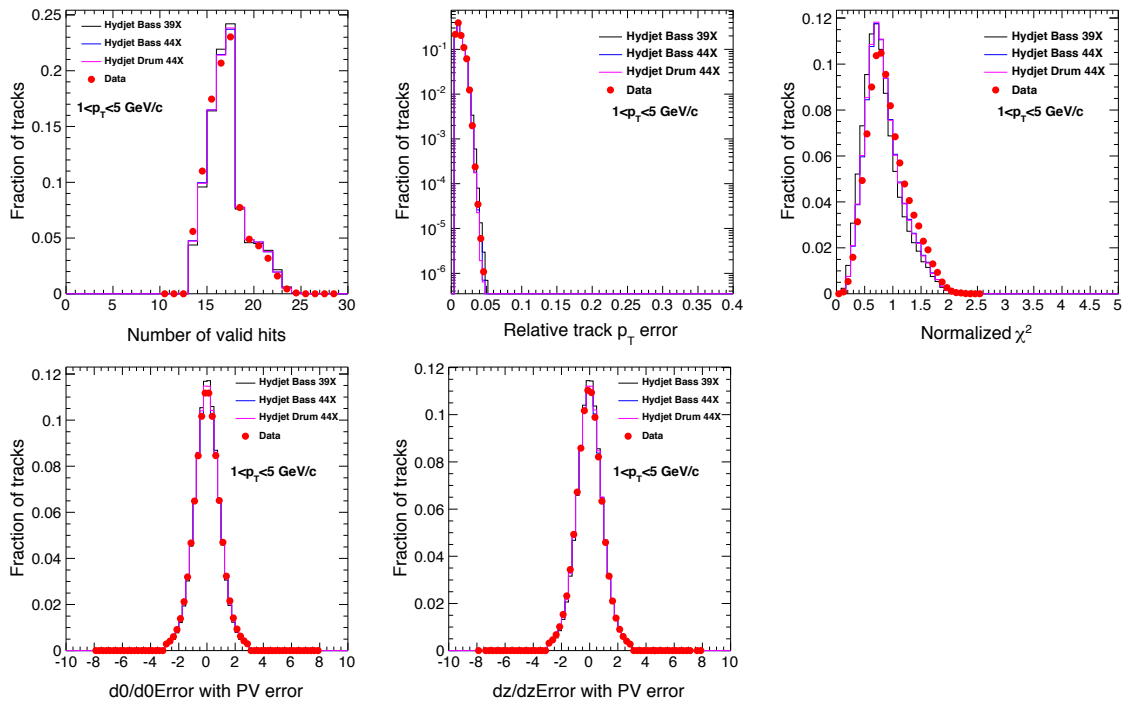 Fraction of tracks
0.25
0.2
0.15
0.1
0.05
0
0 5 10 15 20 25 30
Number of valid hits
Hydjet Bass 39X
Hydjet Bass 44X
Hydjet Drum 44X
Data
1<p_T<5 GeV/c
Fraction of tracks
10^-1
10^-2
10^-3
10^-4
10^-5
10^-6
0 0.05 0.1 0.15 0.2 0.25 0.3 0.35 0.4
Relative track p_T error
Hydjet Bass 39X
Hydjet Bass 44X
Hydjet Drum 44X
Data
1<p_T<5 GeV/c
Fraction of tracks
0.12
0.1
0.08
0.06
0.04
0.02
0
0 0.5 1 1.5 2 2.5 3 3.5 4 4.5 5
Normalized χ²
Hydjet Bass 39X
Hydjet Bass 44X
Hydjet Drum 44X
Data
1<p_T<5 GeV/c
Fraction of tracks
0.12
0.1
0.08
0.06
0.04
0.02
0
-10 -8 -6 -4 -2 0 2 4 6 8 10
d0/d0Error with PV error
Hydjet Bass 39X
Hydjet Bass 44X
Hydjet Drum 44X
Data
1<p_T<5 GeV/c
Fraction of tracks
0.12
0.1
0.08
0.06
0.04
0.02
0
-10 -8 -6 -4 -2 0 2 4 6 8 10
dz/dzError with PV error
Hydjet Bass 39X
Hydjet Bass 44X
Hydjet Drum 44X
Data
1<p_T<5 GeV/c